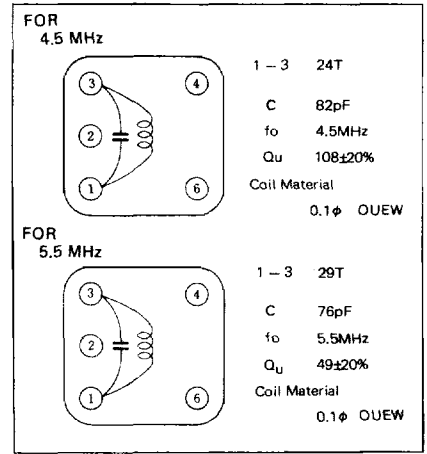 FOR
4.5 MHz
3
4
2
1
6
1 – 3 24T
C 82pF
fo 4.5MHz
Qu 108±20%
Coil Material
0.1φ OUEW
FOR
5.5 MHz
3
4
2
1
6
1 – 3 29T
C 76pF
fo 5.5MHz
Qu 49±20%
Coil Material
0.1φ OUEW